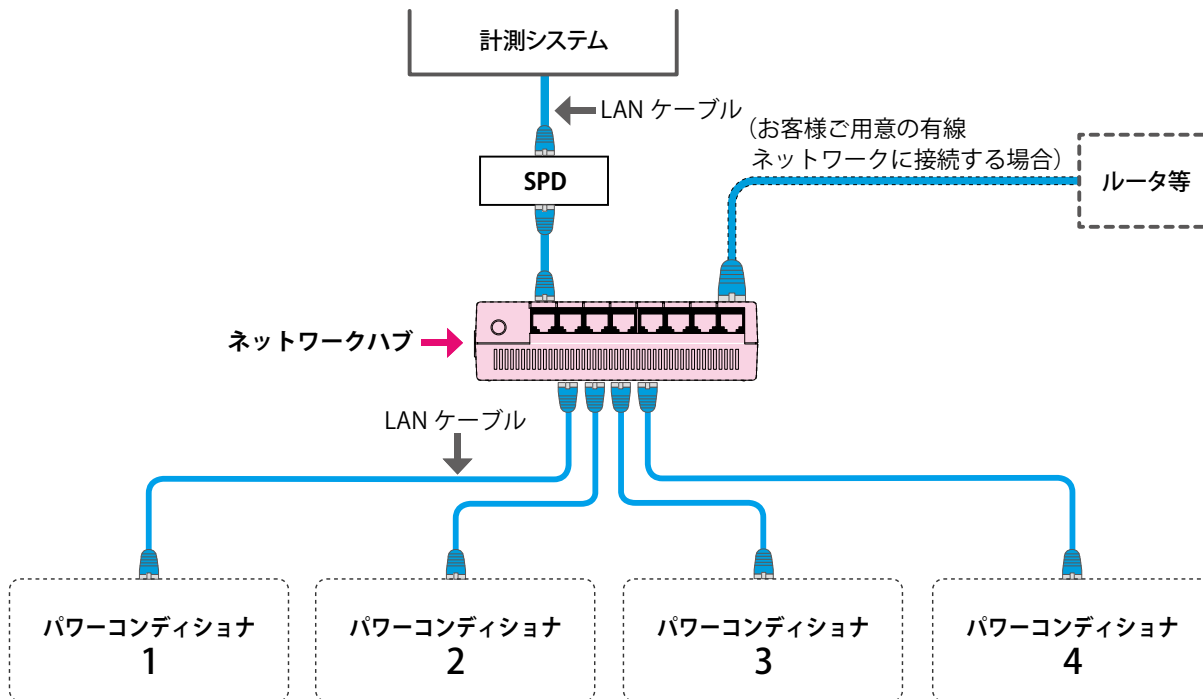 計測システム
LAN ケーブル
（お客様ご用意の有線
ネットワークに接続する場合）
SPD
ルータ等
ネットワークハブ
LAN ケーブル
パワーコンディショナ
1
パワーコンディショナ
2
パワーコンディショナ
3
パワーコンディショナ
4